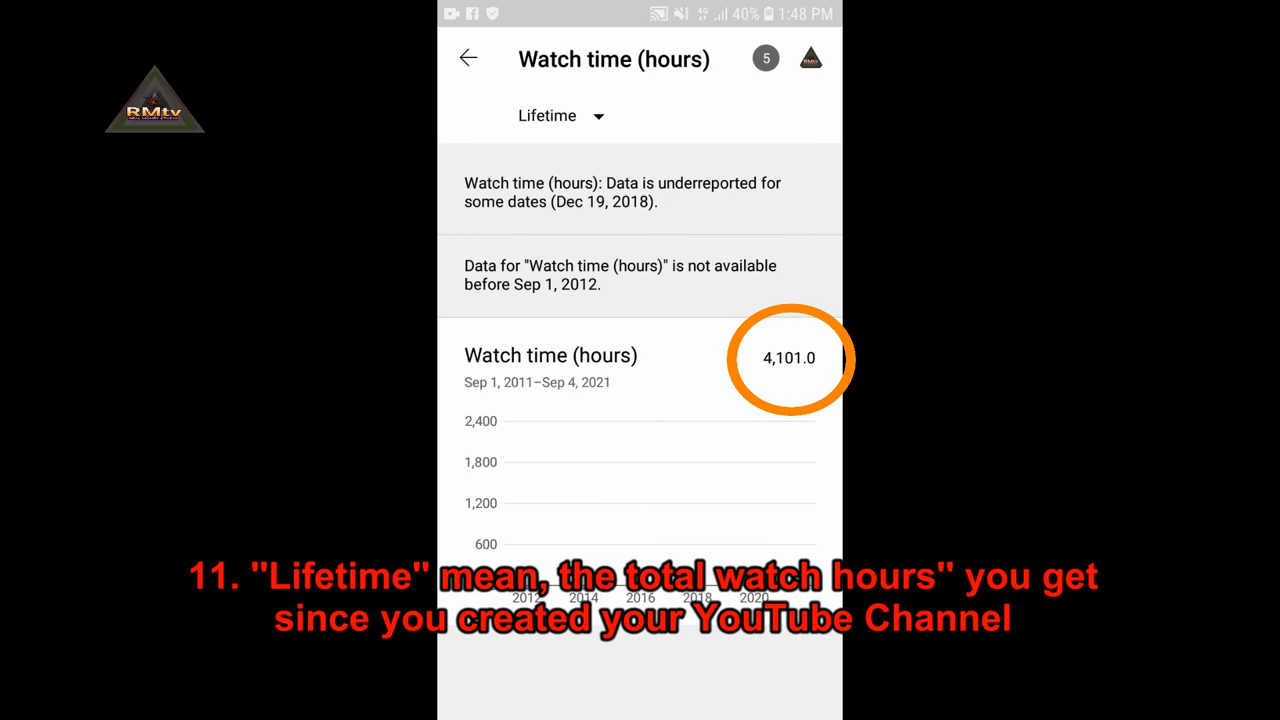 4G 40% 1:48 PM
Watch time (hours) 5
RMtv
Lifetime
Watch time (hours): Data is underreported for
some dates (Dec 19, 2018).
Data for "Watch time (hours)" is not available
before Sep 1, 2012.
Watch time (hours) 4,101.0
Sep 1, 2011–Sep 4, 2021
2,400
1,800
1,200
600
2012 2014 2016 2018 2020
11. "Lifetime" mean, the total watch hours" you get
since you created your YouTube Channel